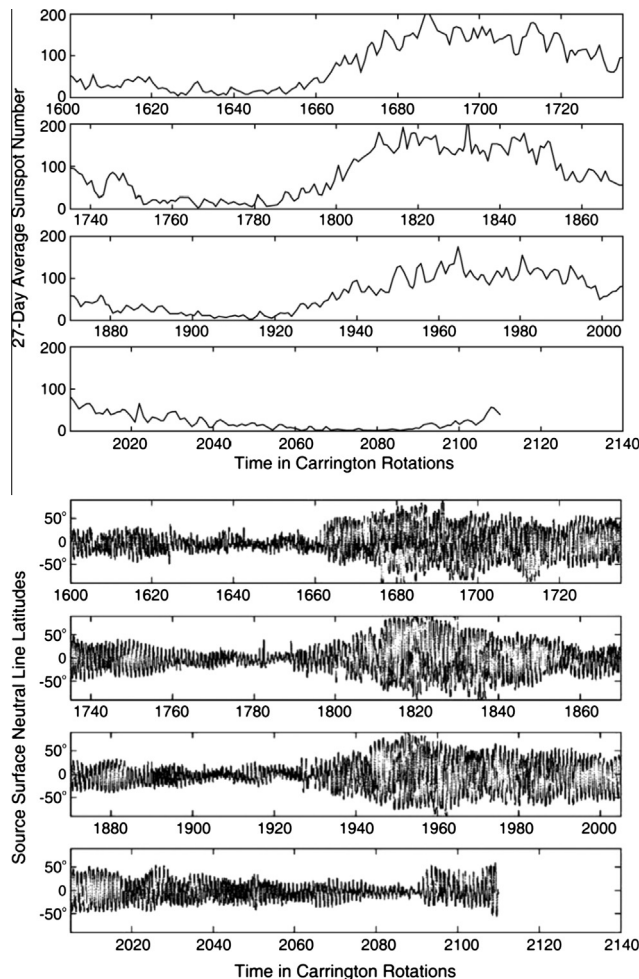 27-Day Average Sunspot Number
200
100
0
1600 1620 1640 1660 1680 1700 1720
200
100
0
1740 1760 1780 1800 1820 1840 1860
200
100
0
1880 1900 1920 1940 1960 1975 2005
200
100
0
2020 2040 2060 2080 2100 2120 2140
Time in Carrington Rotations
Source Surface Neutral Line Latitudes
50°
0
-50°
1600 1620 1640 1660 1680 1700 1720
50°
0
-50°
1740 1760 1780 1800 1820 1840 1860
50°
0
-50°
1880 1900 1920 1940 1960 1980 2005
50°
0
-50°
2020 2040 2060 2080 2100 2120 2140
Time in Carrington Rotations